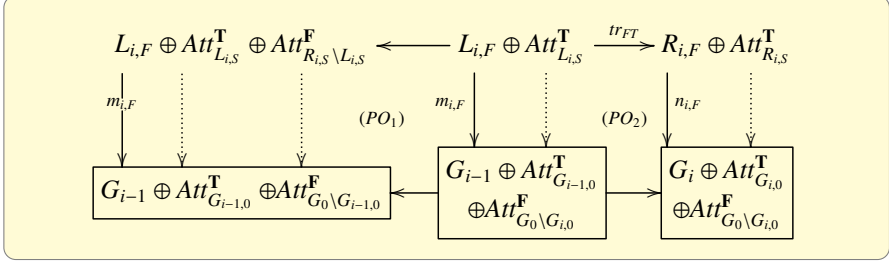 L_{i,F} ⊕ Att^T_{L_{i,S}} ⊕ Att^F_{R_{i,S}\L_{i,S}} L_{i,F} ⊕ Att^T_{L_{i,S}} tr_{FT} R_{i,F} ⊕ Att^T_{R_{i,S}}
m_{i,F} (PO_1) m_{i,F} (PO_2) n_{i,F}
G_{i−1} ⊕ Att^T_{G_{i−1,0}} ⊕Att^F_{G_0\G_{i−1,0}} G_{i−1} ⊕ Att^T_{G_{i−1,0}} G_i ⊕ Att^T_{G_{i,0}}
⊕Att^F_{G_0\G_{i,0}} ⊕Att^F_{G_0\G_{i,0}}